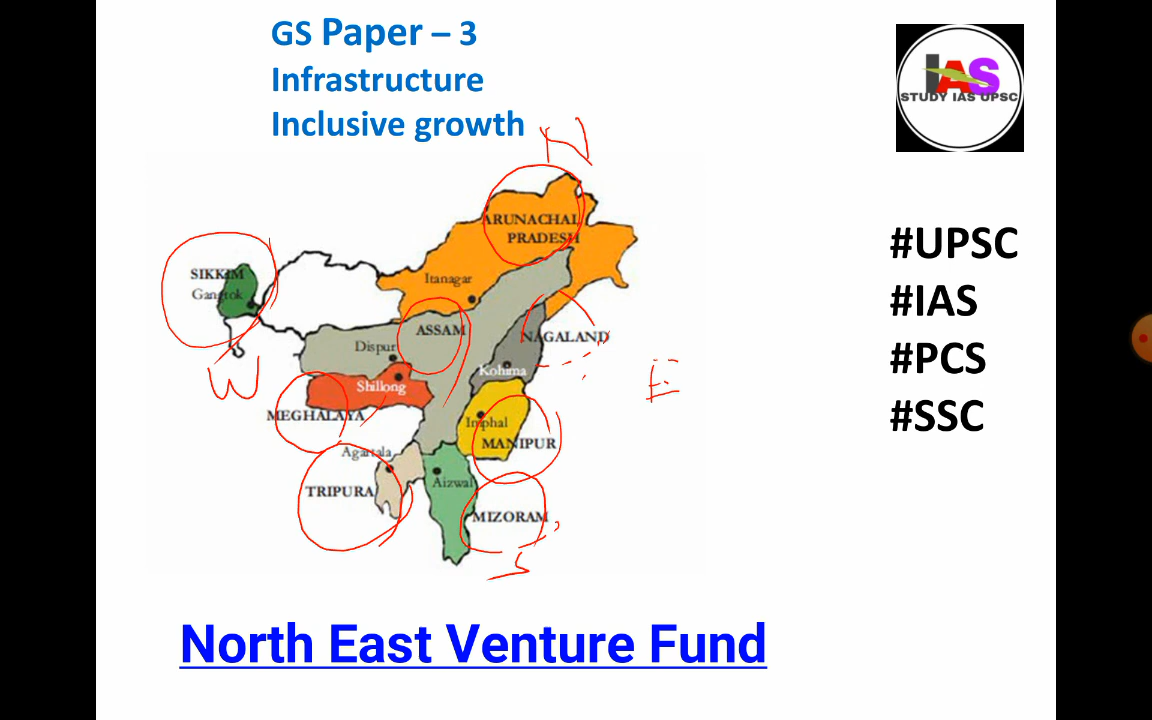 GS Paper – 3
Infrastructure
Inclusive growth
IAS
STUDY IAS UPSC
N
ARUNACHAL
PRADESH
Itanagar
SIKKIM
Gangtok
ASSAM
Dispur
NAGALAND
Kohima
W
E
Shillong
MEGHALAYA
Imphal
MANIPUR
Agartala
TRIPURA
Aizwal
MIZORAM
S
#UPSC
#IAS
#PCS
#SSC
North East Venture Fund